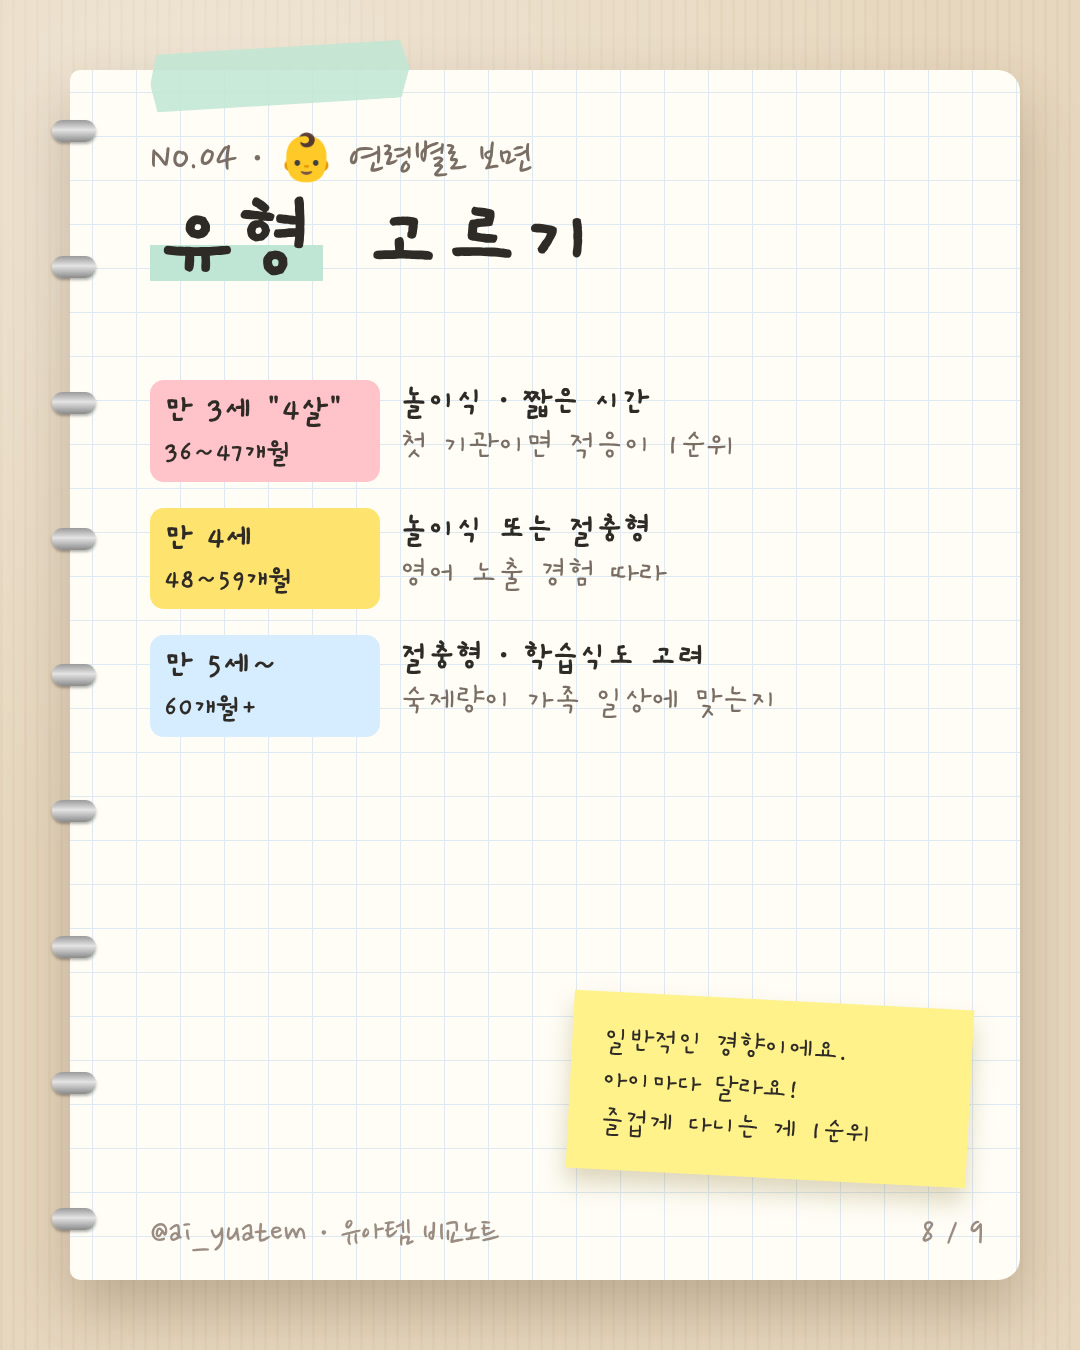 NO.04 · 👶 연령별로 보면
유형 고르기
만 3세 "4살"
36~47개월
놀이식 · 짧은 시간
첫 기관이면 적응이 1순위
만 4세
48~59개월
놀이식 또는 절충형
영어 노출 경험 따라
만 5세~
60개월+
절충형 · 학습식도 고려
숙제량이 가족 일상에 맞는지
일반적인 경향이에요.
아이마다 달라요!
즐겁게 다니는 게 1순위
@ai_yuatem · 유아템 비교노트
8 / 9